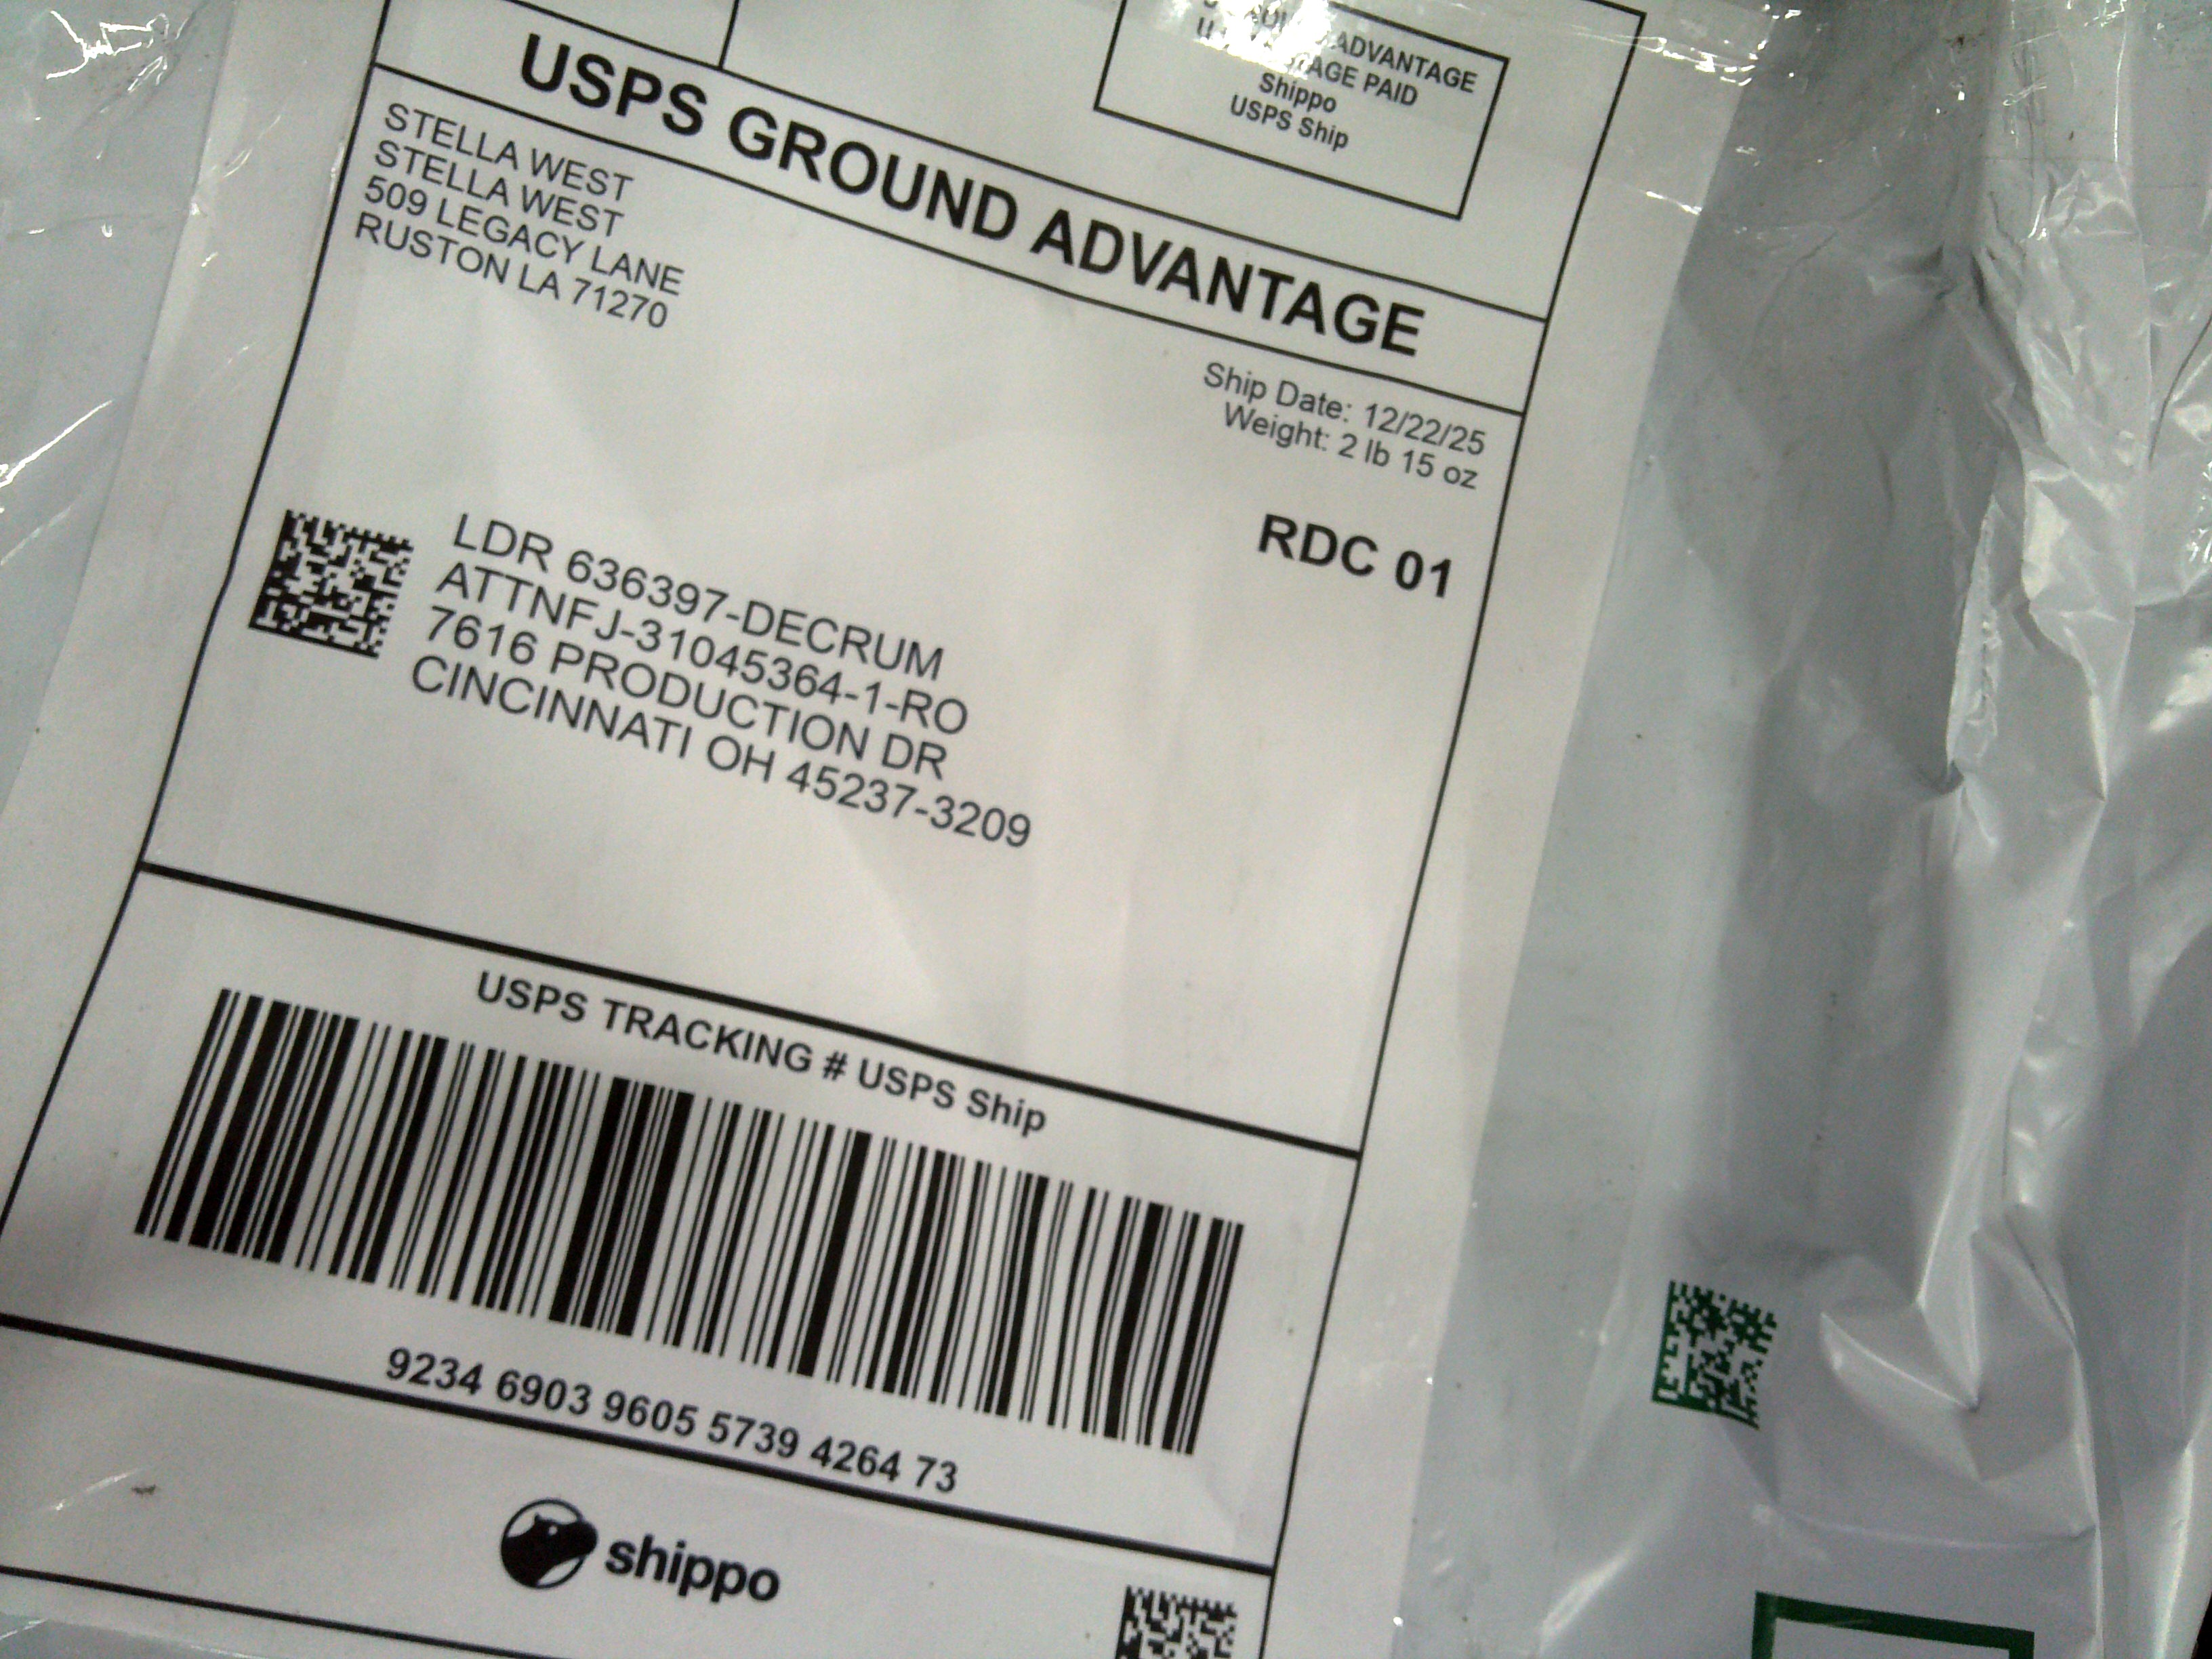 ADVANTAGE
AGE PAID
Shippo
USPS Ship
USPS GROUND ADVANTAGE
STELLA WEST
STELLA WEST
509 LEGACY LANE
RUSTON LA 71270
Ship Date: 12/22/25
Weight: 2 lb 15 oz
RDC 01
LDR 636397-DECRUM
ATTNFJ-31045364-1-RO
7616 PRODUCTION DR
CINCINNATI OH 45237-3209
USPS TRACKING # USPS Ship
9234 6903 9605 5739 4264 73
shippo